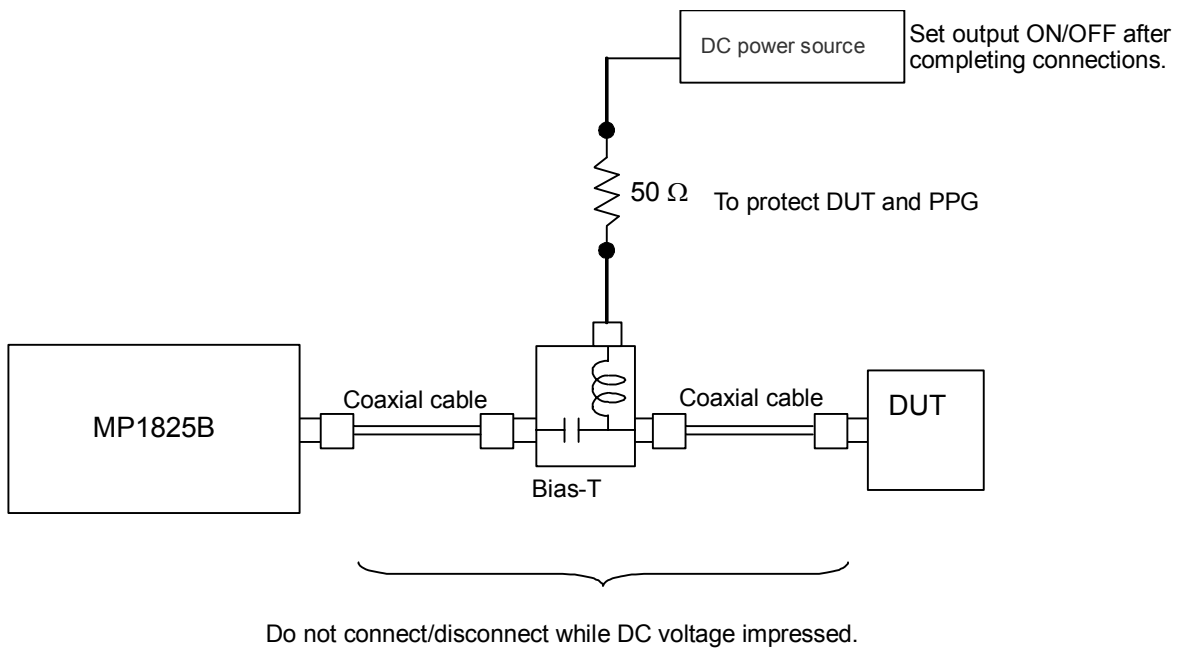 DC power source
Set output ON/OFF after
completing connections.
50 Ω
To protect DUT and PPG
MP1825B
Coaxial cable
Bias-T
Coaxial cable
DUT
Do not connect/disconnect while DC voltage impressed.